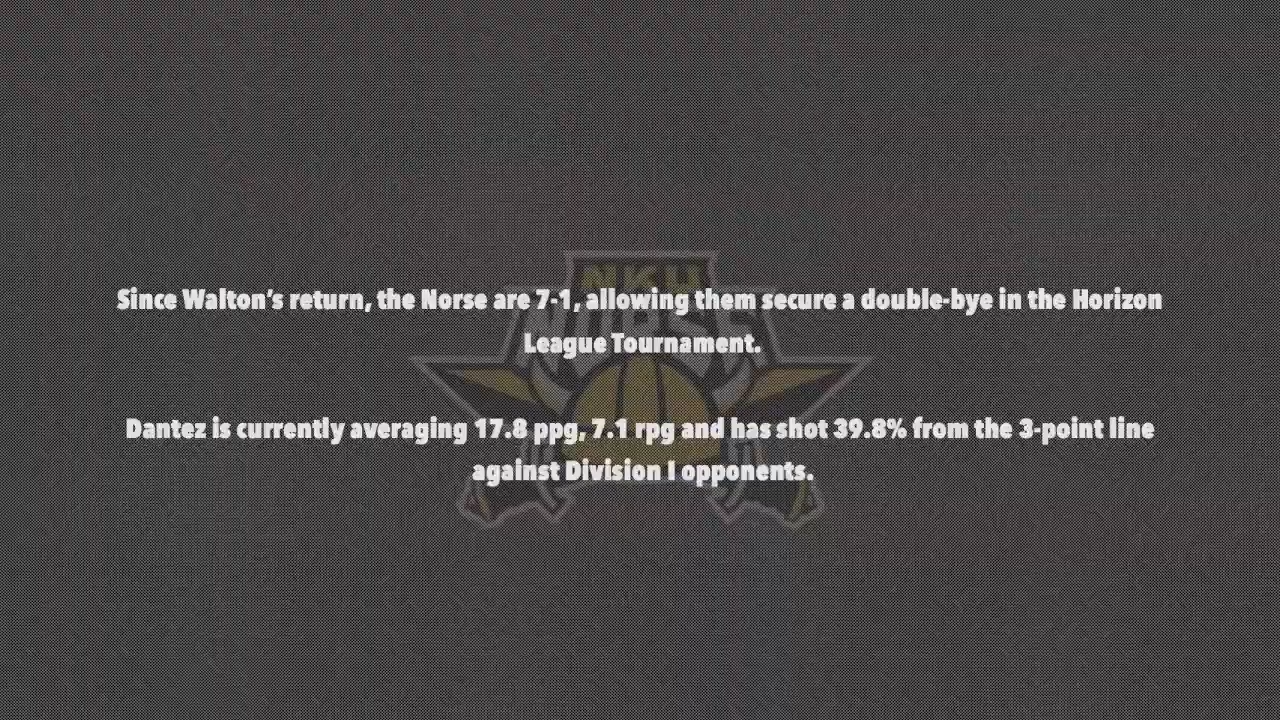 NKU
NORSE
Since Walton’s return, the Norse are 7-1, allowing them secure a double-bye in the Horizon
League Tournament.
Dantez is currently averaging 17.8 ppg, 7.1 rpg and has shot 39.8% from the 3-point line
against Division I opponents.